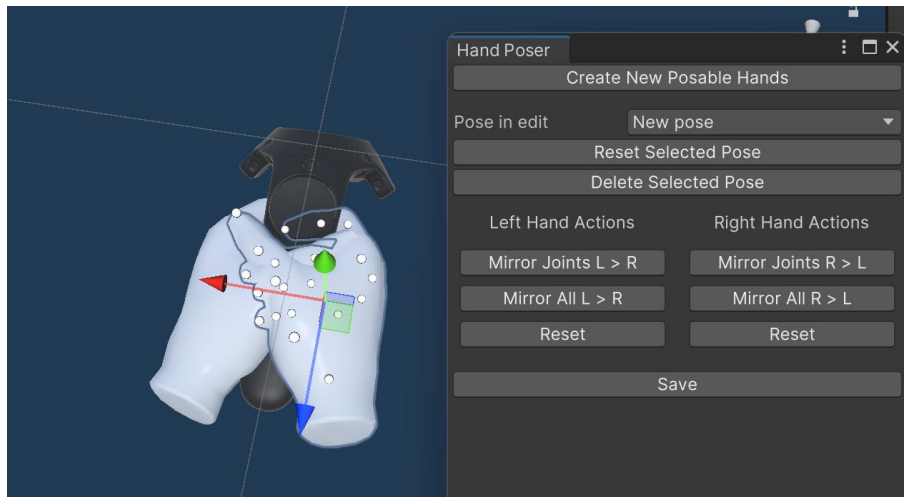 Hand Poser
Create New Posable Hands
Pose in edit New pose
Reset Selected Pose
Delete Selected Pose
Left Hand Actions Right Hand Actions
Mirror Joints L > R Mirror Joints R > L
Mirror All L > R Mirror All R > L
Reset Reset
Save